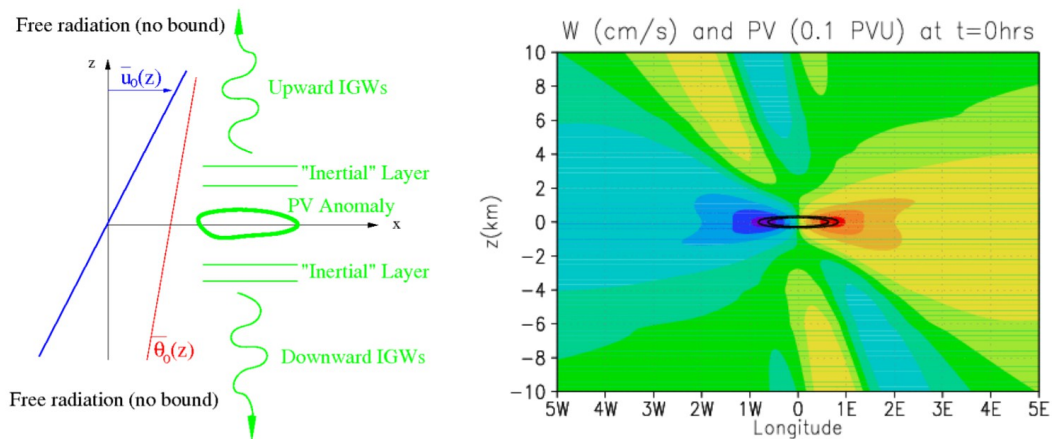 Free radiation (no bound)
z
u̅₀(z)
Upward IGWs
"Inertial" Layer
PV Anomaly
x
"Inertial" Layer
θ̅₀(z)
Downward IGWs
Free radiation (no bound)
W (cm/s) and PV (0.1 PVU) at t=0hrs
z(km)
10
8
6
4
2
0
−2
−4
−6
−8
−10
5W 4W 3W 2W 1W 0 1E 2E 3E 4E 5E
Longitude